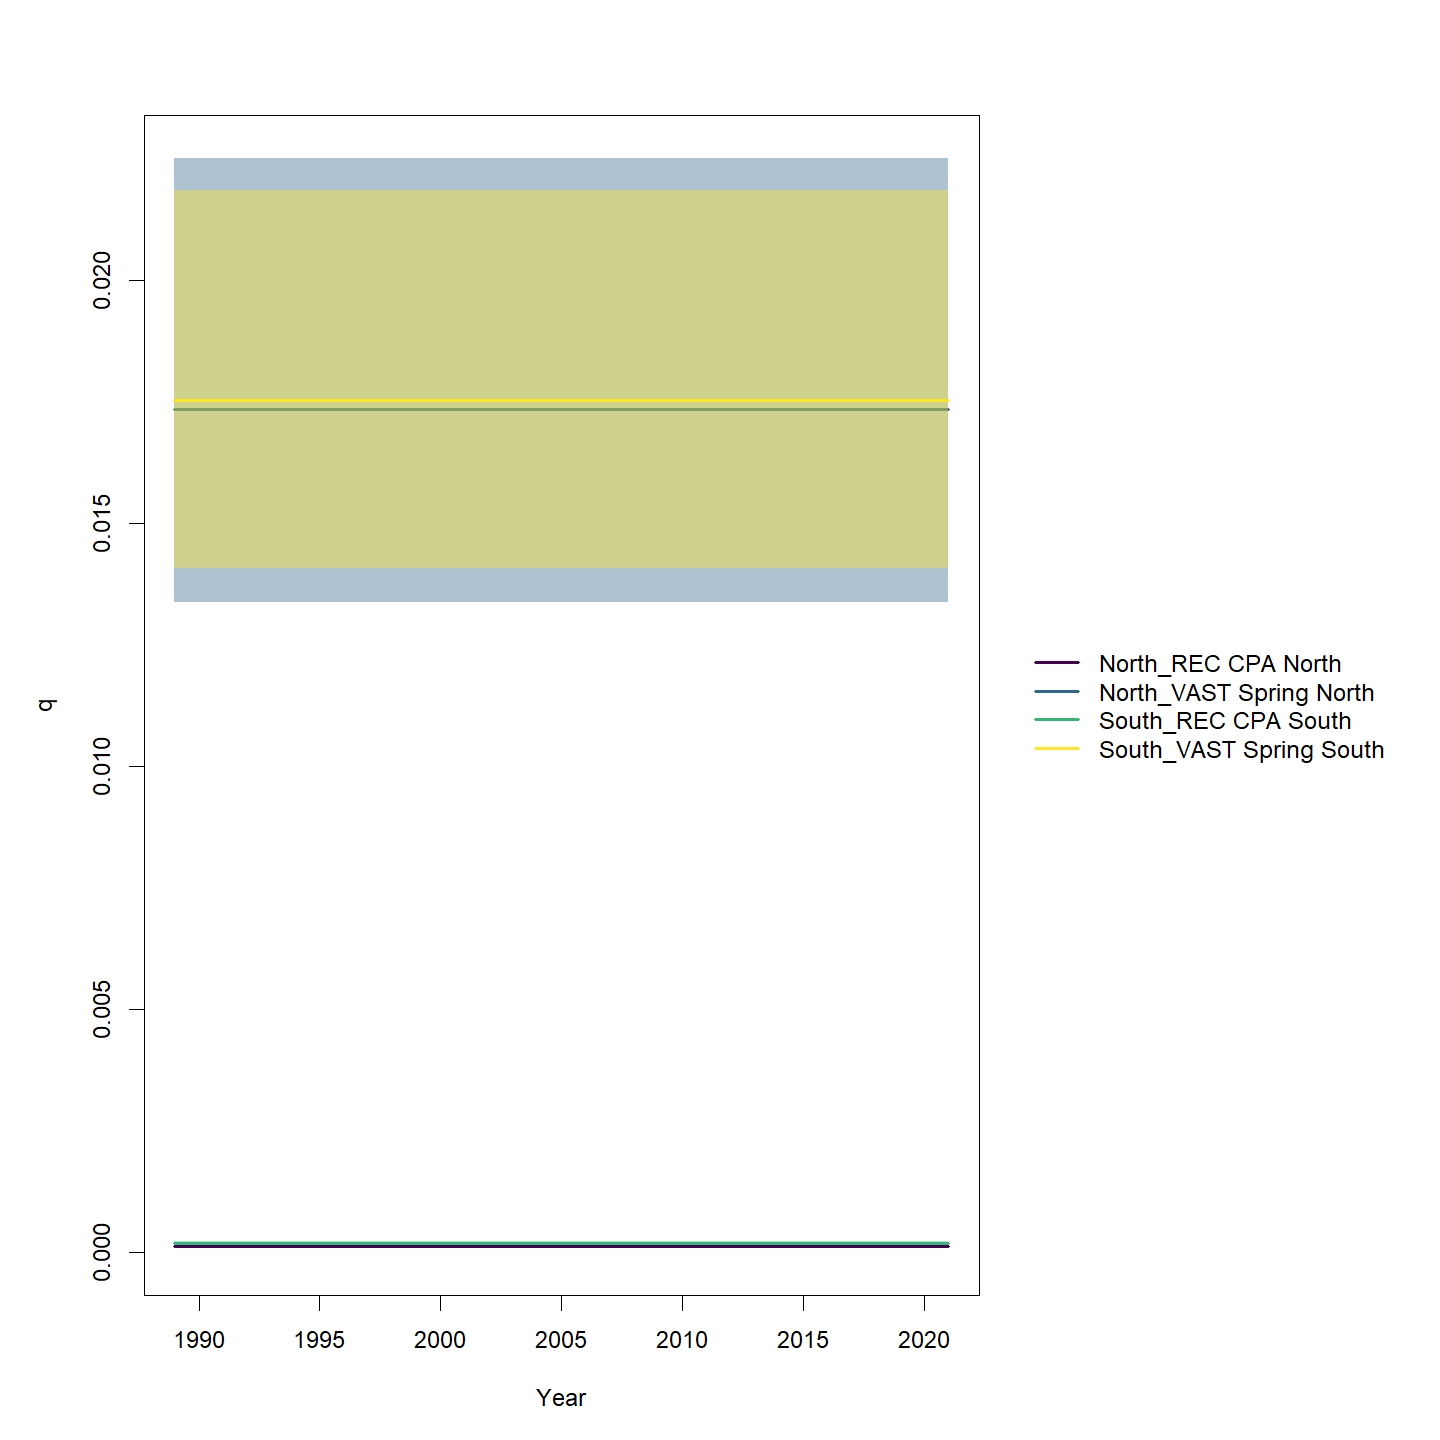 0.020
0.015
0.010
0.005
0.000
q
1990 1995 2000 2005 2010 2015 2020
Year
North_REC CPA North
North_VAST Spring North
South_REC CPA South
South_VAST Spring South